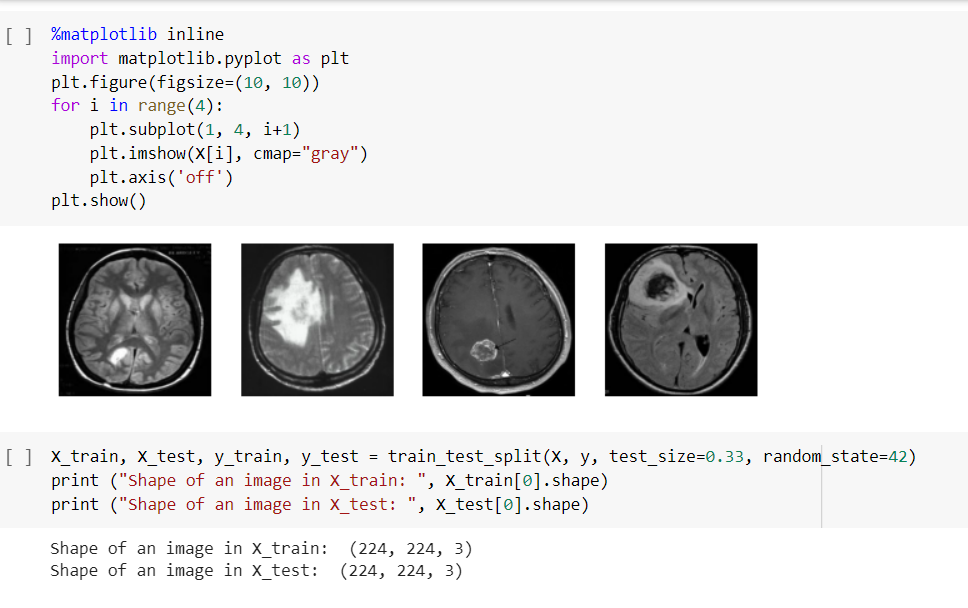 [ ] %matplotlib inline
import matplotlib.pyplot as plt
plt.figure(figsize=(10, 10))
for i in range(4):
    plt.subplot(1, 4, i+1)
    plt.imshow(X[i], cmap="gray")
    plt.axis('off')
plt.show()
[ ] X_train, X_test, y_train, y_test = train_test_split(X, y, test_size=0.33, random_state=42)
print ("Shape of an image in X_train: ", X_train[0].shape)
print ("Shape of an image in X_test: ", X_test[0].shape)
Shape of an image in X_train:  (224, 224, 3)
Shape of an image in X_test:  (224, 224, 3)